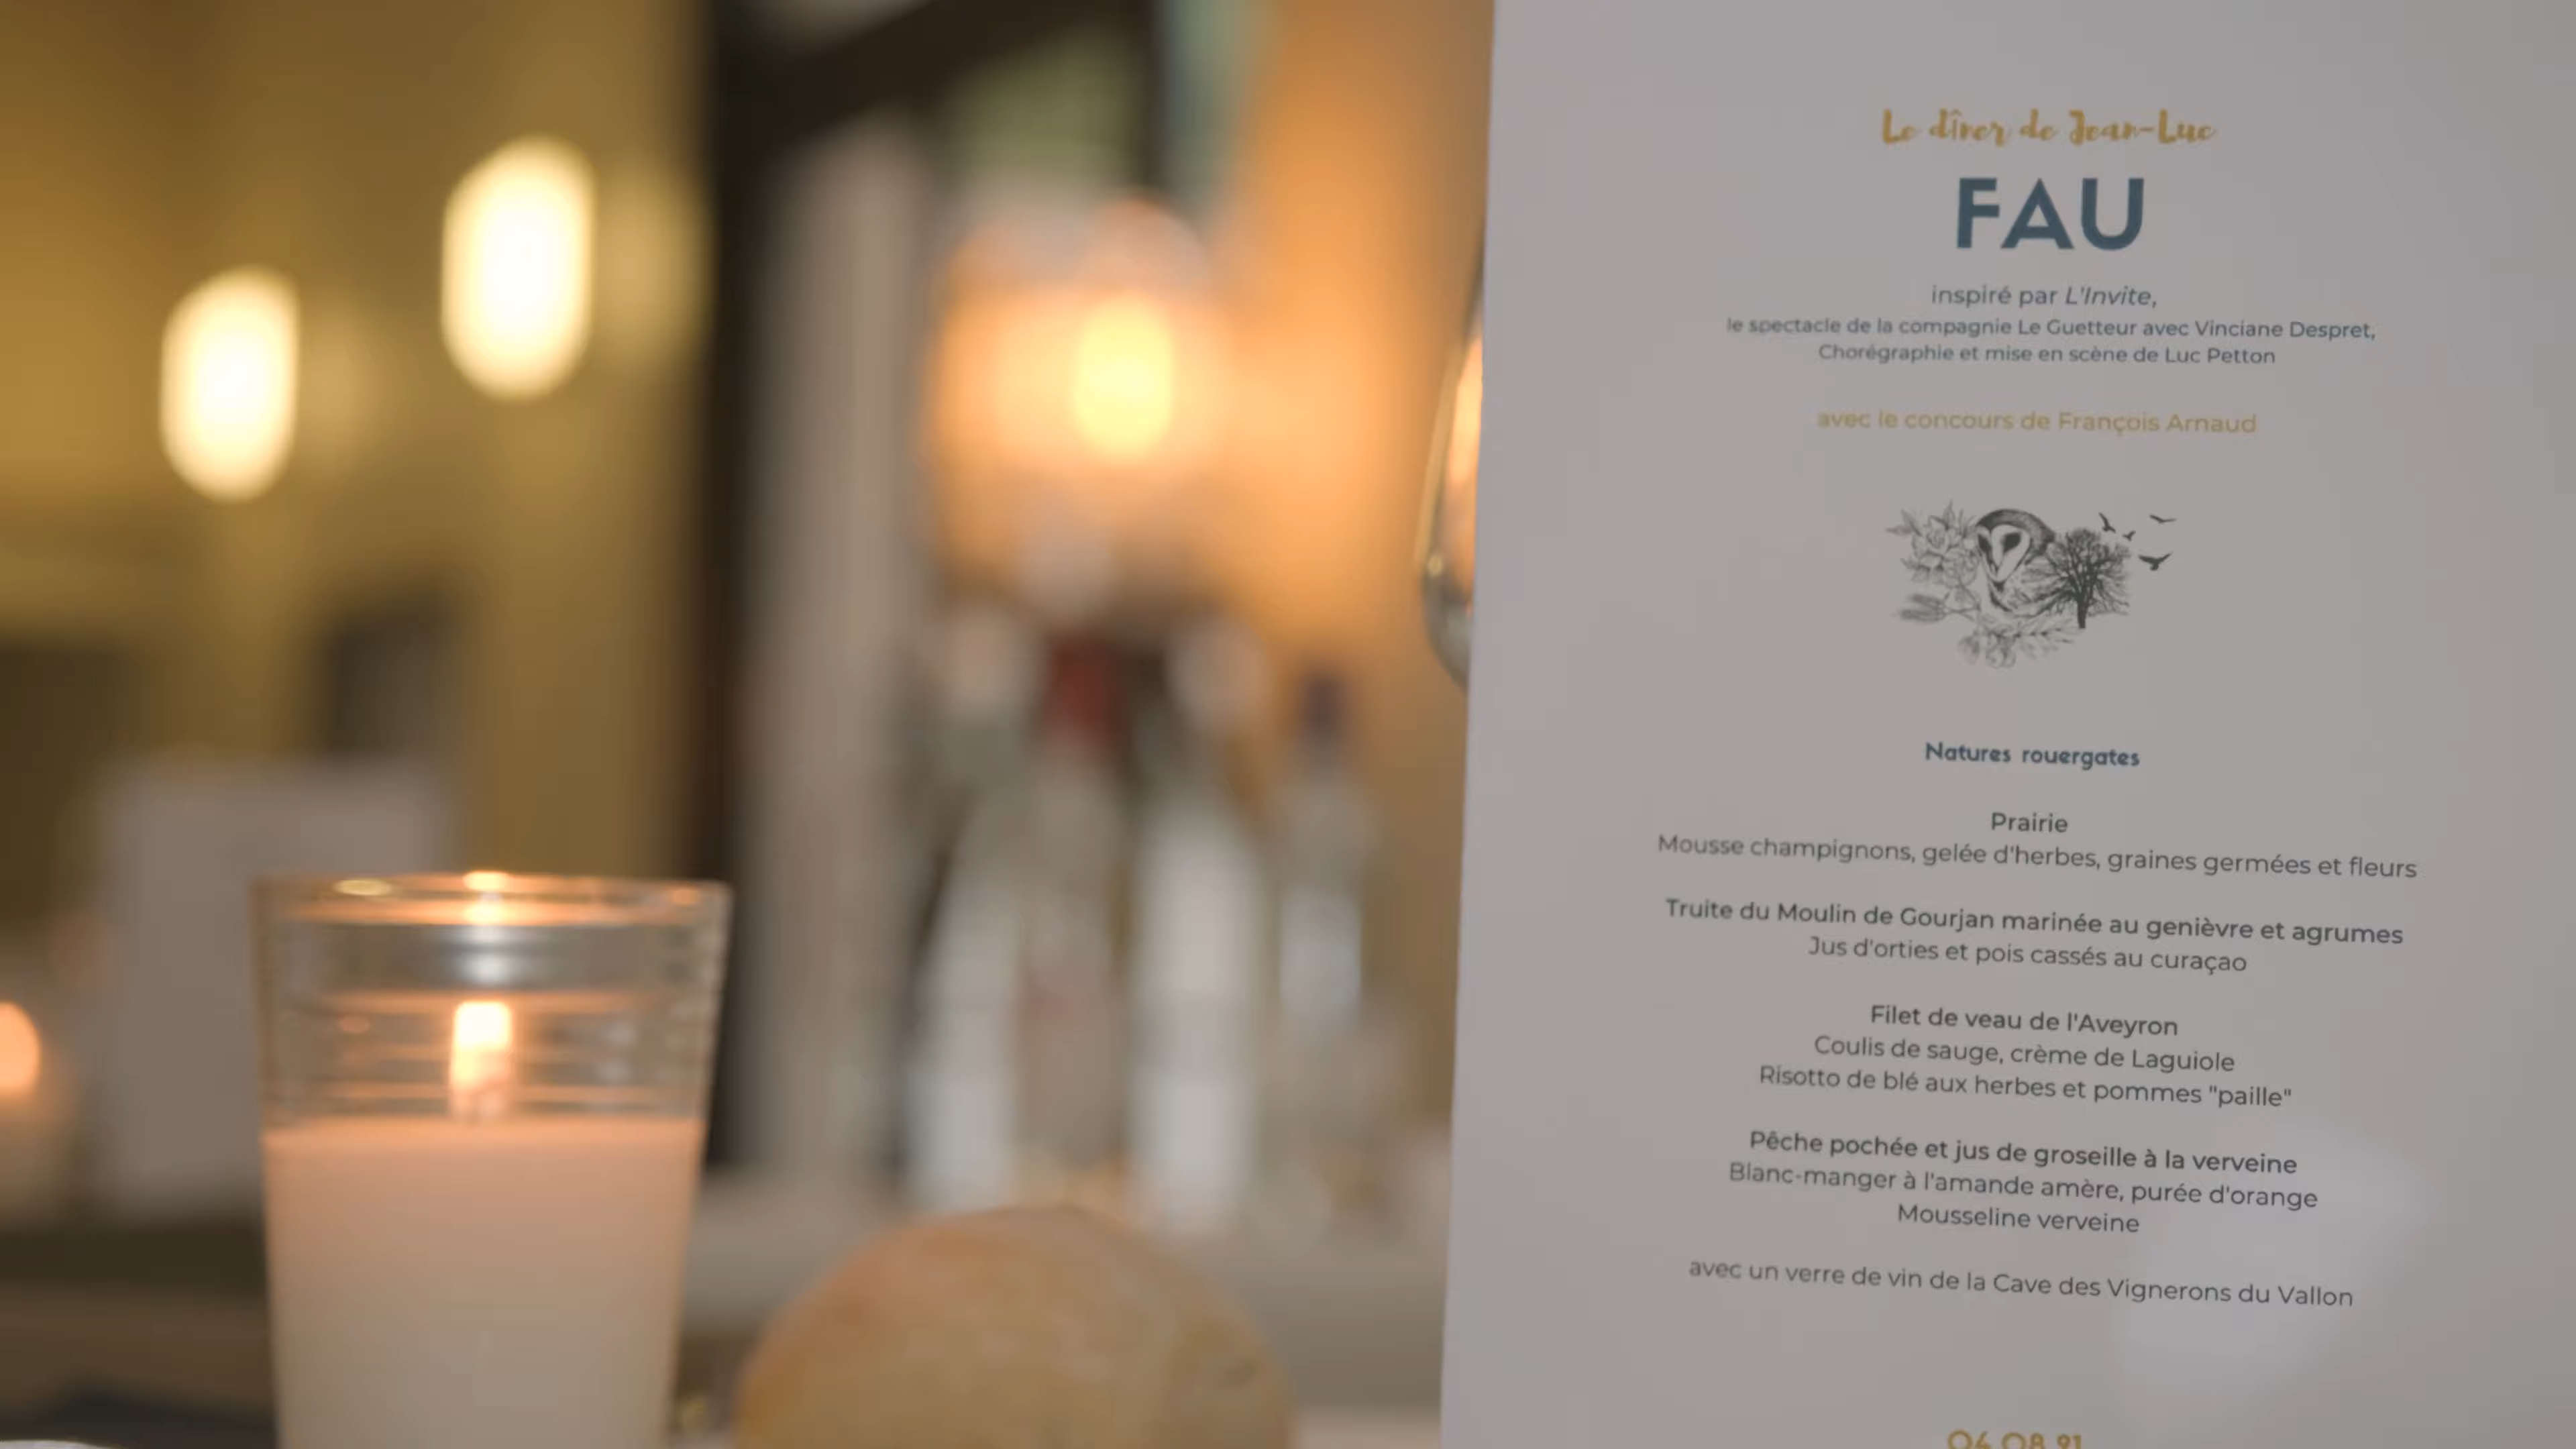 Le dîner de Jean-Luc
FAU
inspiré par L'Invite,
le spectacle de la compagnie Le Guetteur avec Vinciane Despret,
Chorégraphie et mise en scène de Luc Petton
avec le concours de François Arnaud
Natures rouergates
Prairie
Mousse champignons, gelée d'herbes, graines germées et fleurs
Truite du Moulin de Gourjan marinée au genièvre et agrumes
Jus d'orties et pois cassés au curaçao
Filet de veau de l'Aveyron
Coulis de sauge, crème de Laguiole
Risotto de blé aux herbes et pommes "paille"
Pêche pochée et jus de groseille à la verveine
Blanc-manger à l'amande amère, purée d'orange
Mousseline verveine
avec un verre de vin de la Cave des Vignerons du Vallon
04.08.21